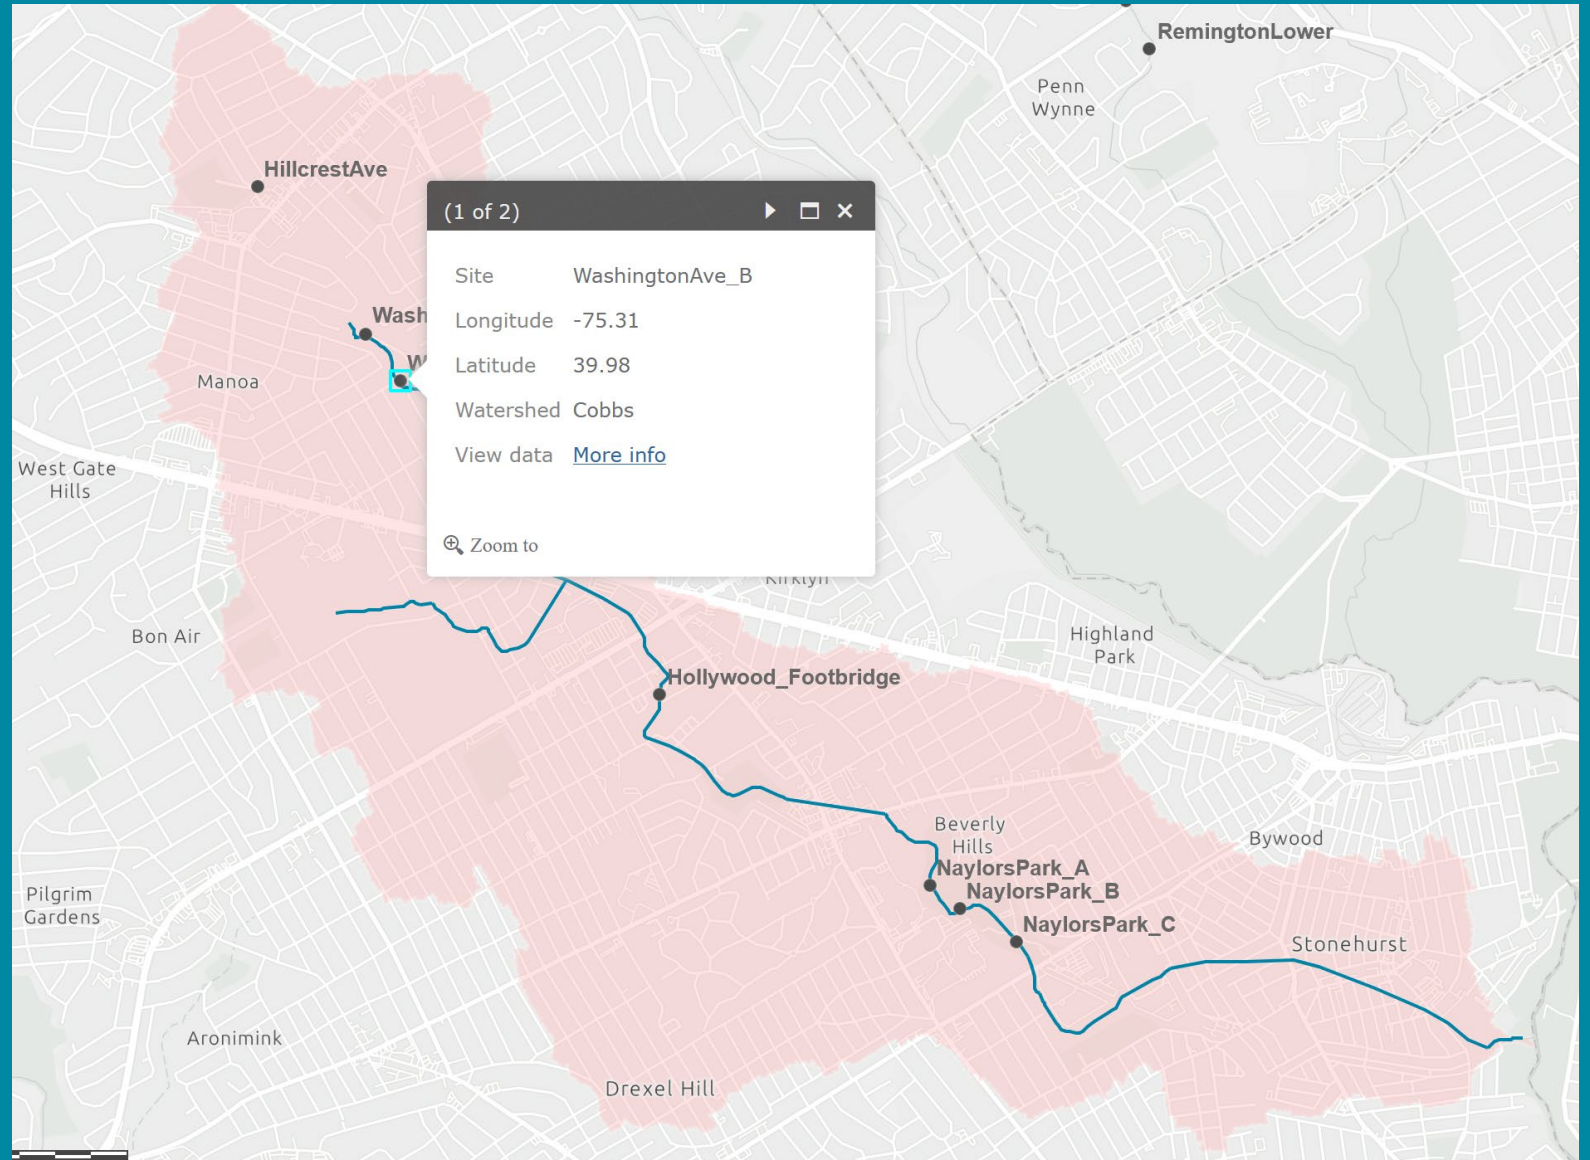 RemingtonLower
Penn
Wynne
HillcrestAve
(1 of 2)
Site WashingtonAve_B
Longitude -75.31
Latitude 39.98
Watershed Cobbs
View data More info
Zoom to
Wash
W
Manoa
West Gate
Hills
Kirklyn
Bon Air
Highland
Park
Hollywood_Footbridge
Beverly
Hills
Bywood
NaylorsPark_A
NaylorsPark_B
NaylorsPark_C
Pilgrim
Gardens
Stonehurst
Aronimink
Drexel Hill